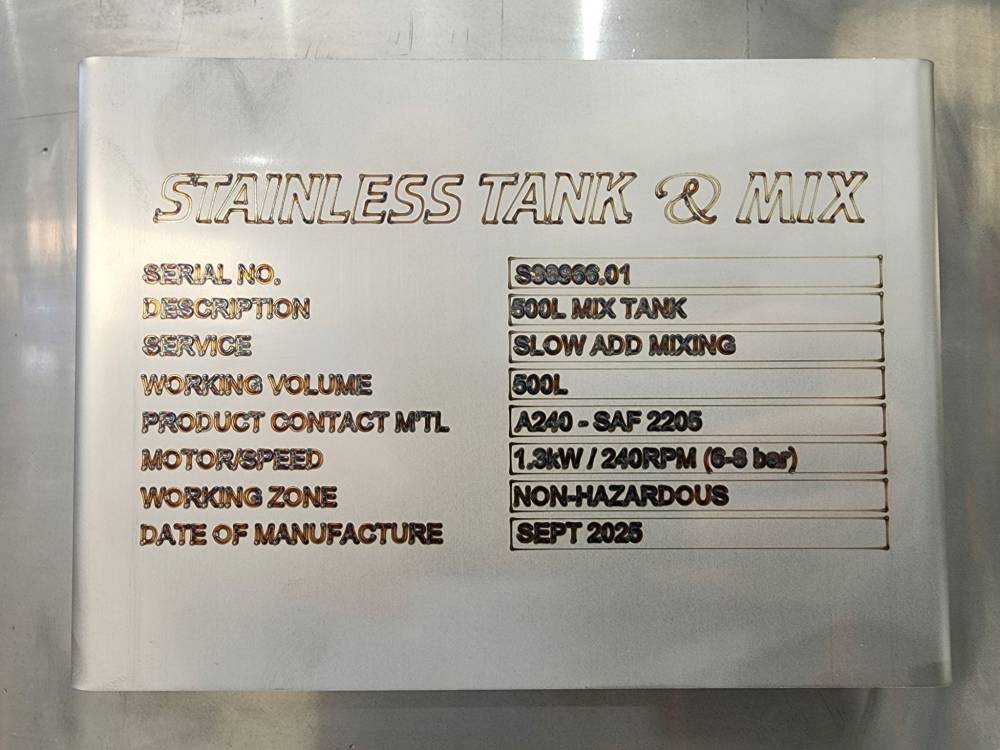 STAINLESS TANK & MIX
SERIAL NO. S38966.01
DESCRIPTION 500L MIX TANK
SERVICE SLOW ADD MIXING
WORKING VOLUME 500L
PRODUCT CONTACT M'TL A240 - SAF 2205
MOTOR/SPEED 1.3kW / 240RPM (6-8 bar)
WORKING ZONE NON-HAZARDOUS
DATE OF MANUFACTURE SEPT 2025